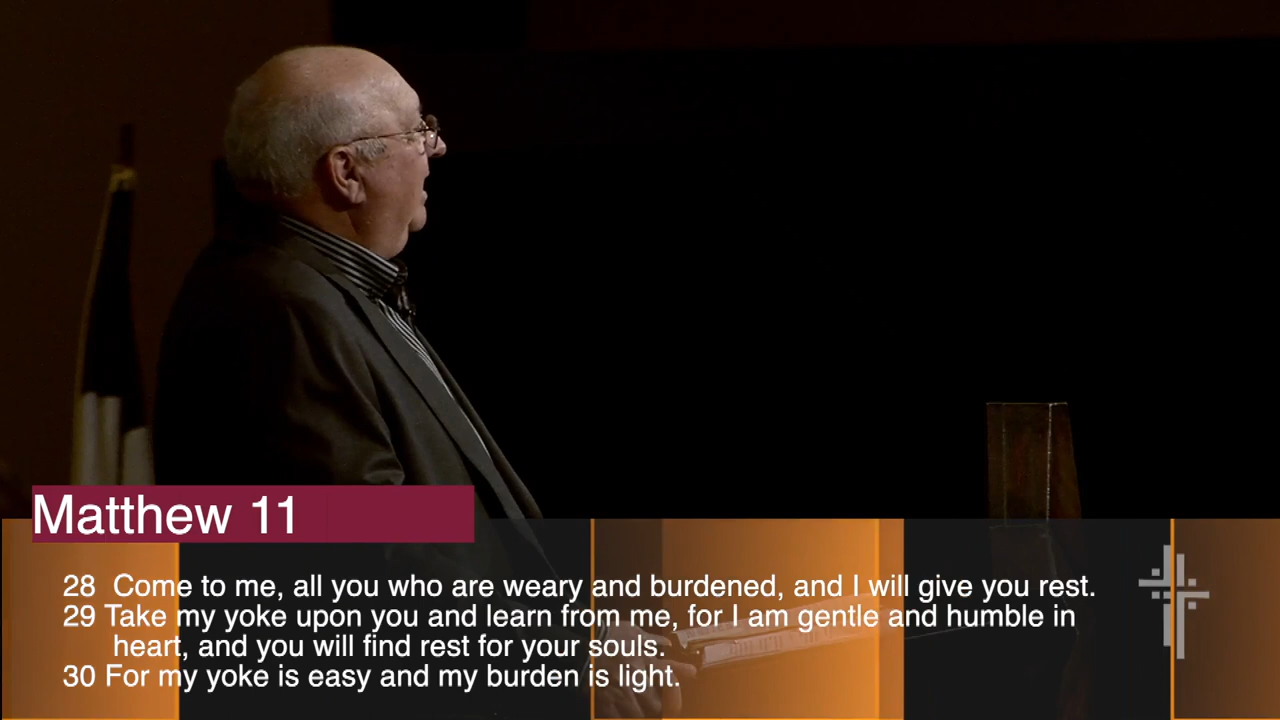 Matthew 11
28 Come to me, all you who are weary and burdened, and I will give you rest.
29 Take my yoke upon you and learn from me, for I am gentle and humble in
heart, and you will find rest for your souls.
30 For my yoke is easy and my burden is light.